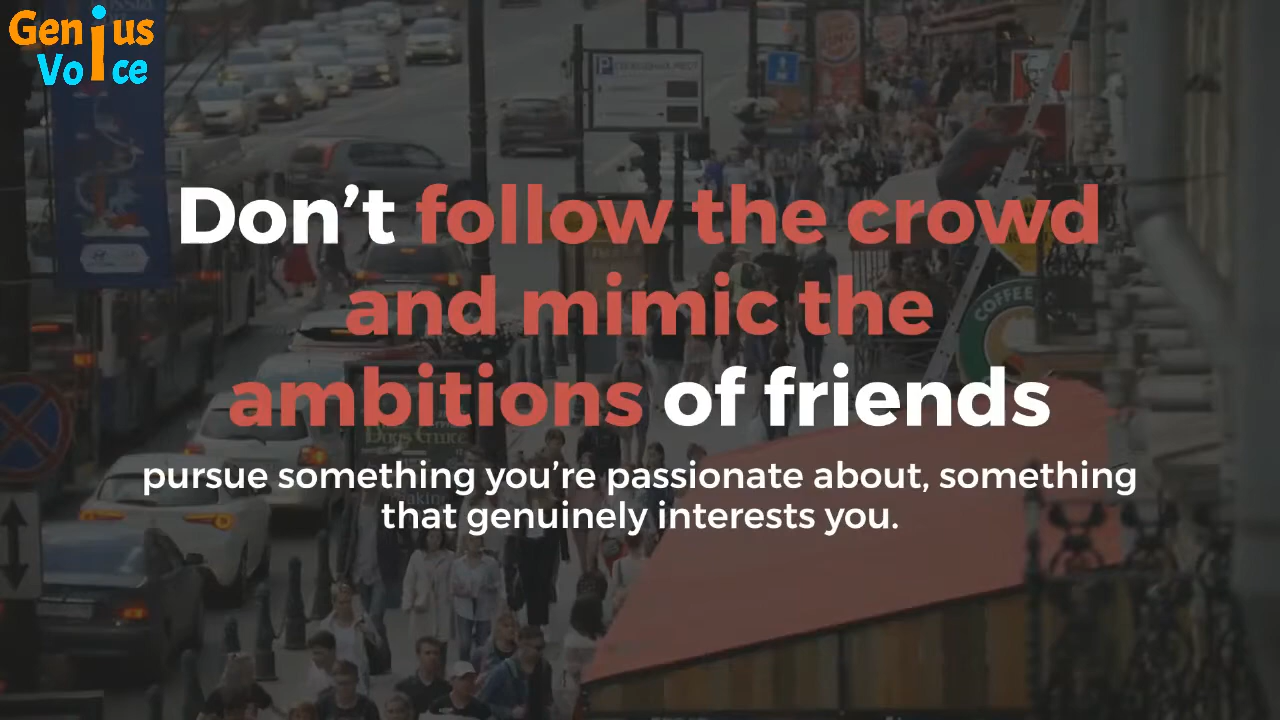 Genius
Voice
Don't follow the crowd
and mimic the
ambitions of friends
pursue something you're passionate about, something
that genuinely interests you.
COFFEE